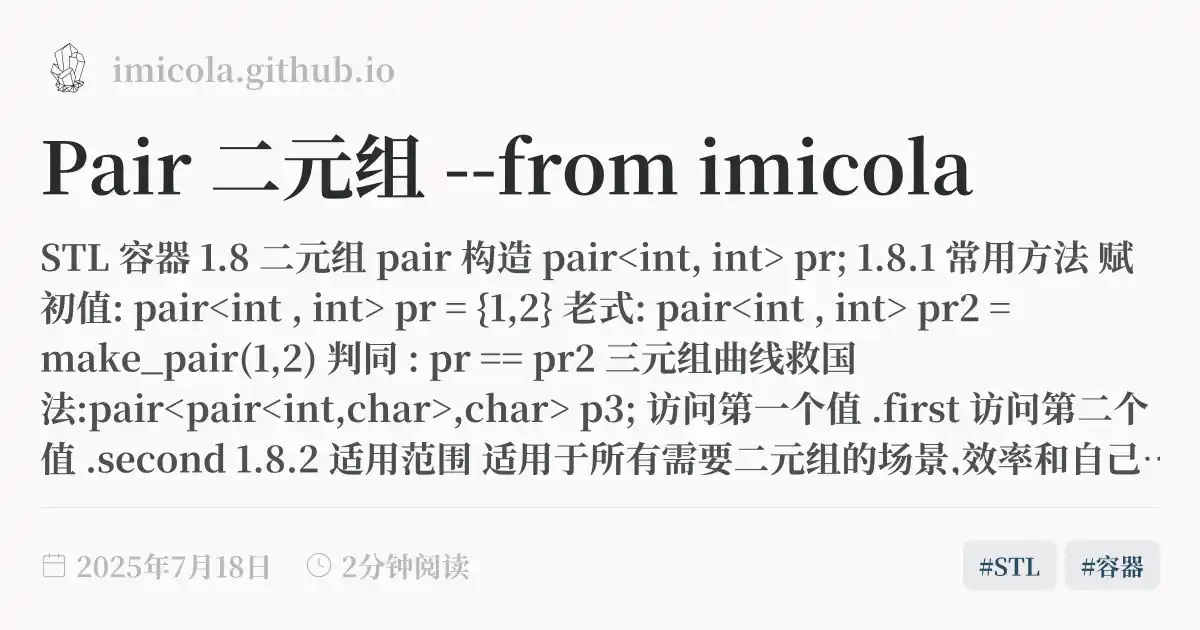 imicola.github.io
Pair 二元组 --from imicola
STL 容器 1.8 二元组 pair 构造 pair<int, int> pr; 1.8.1 常用方法 赋
初值: pair<int , int> pr = {1,2} 老式: pair<int , int> pr2 =
make_pair(1,2) 判同 : pr == pr2 三元组曲线救国
法:pair<pair<int,char>,char> p3; 访问第一个值 .first 访问第二个
值 .second 1.8.2 适用范围 适用于所有需要二元组的场景,效率和自己…
2025年7月18日 2分钟阅读 #STL #容器